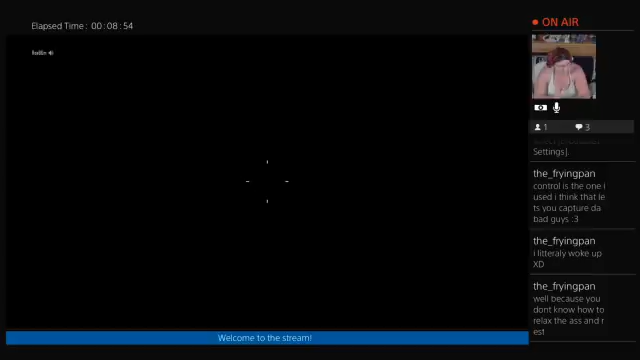 Elapsed Time : 00:08:54
ON AIR
1
3
Settings].
the_fryingpan
control is the one i
used i think that le
ts you capture da
bad guys :3
the_fryingpan
i litteraly woke up
XD
the_fryingpan
well because you
dont know how to
relax the ass and r
est
Welcome to the stream!